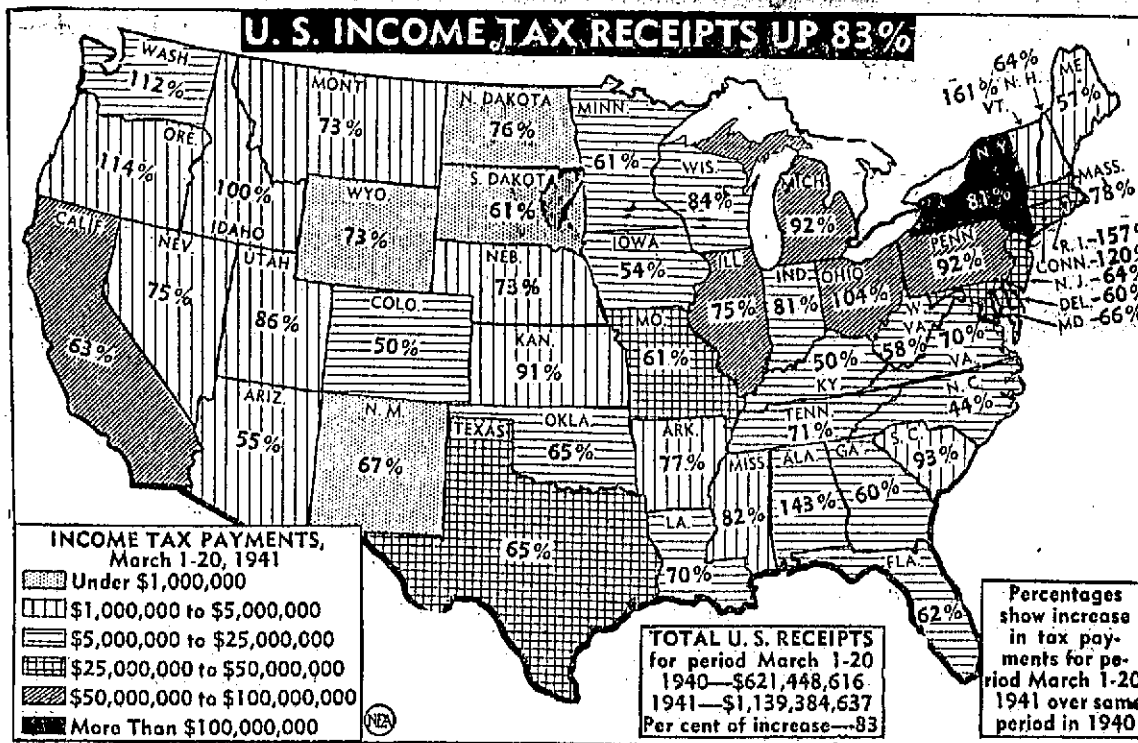 U. S. INCOME TAX RECEIPTS UP 83%
WASH.
112%
ORE.
114%
CALIF.
63%
NEV.
75%
IDAHO
100%
MONT.
73%
WYO.
73%
UTAH
86%
ARIZ.
55%
COLO.
50%
N. M.
67%
N. DAKOTA
76%
S. DAKOTA
61%
NEB.
73%
KAN.
91%
OKLA.
65%
TEXAS
65%
MINN.
61%
IOWA
54%
MO.
61%
ARK.
77%
LA.
70%
WIS.
84%
ILL.
75%
MICH.
92%
IND.
81%
OHIO
104%
50%
KY.
TENN.
71%
MISS.
82%
ALA.
143%
GA.
60%
FLA.
62%
S. C.
93%
N. C.
44%
70%
VA.
W.
VA.
58%
PENN.
92%
N. Y.
81%
161%
VT.
64%
N. H.
ME.
57%
MASS.
78%
R. I.-157%
CONN.-120%
N. J.-64%
DEL.-60%
MD.-66%
INCOME TAX PAYMENTS,
March 1-20, 1941
Under $1,000,000
$1,000,000 to $5,000,000
$5,000,000 to $25,000,000
$25,000,000 to $50,000,000
$50,000,000 to $100,000,000
More Than $100,000,000
NEA
TOTAL U. S. RECEIPTS
for period March 1-20
1940—$621,448,616
1941—$1,139,384,637
Per cent of increase—83
Percentages
show increase
in tax pay-
ments for pe-
riod March 1-20
1941 over same
period in 1940